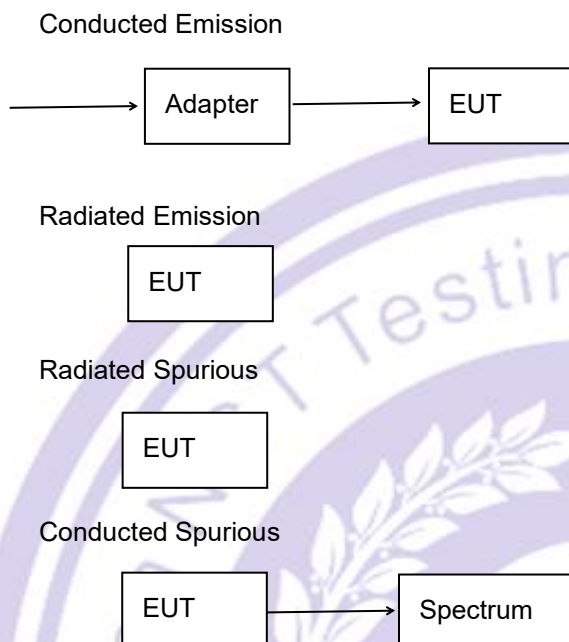 Conducted Emission
Adapter EUT
Radiated Emission
EUT
Radiated Spurious
EUT
Conducted Spurious
EUT Spectrum